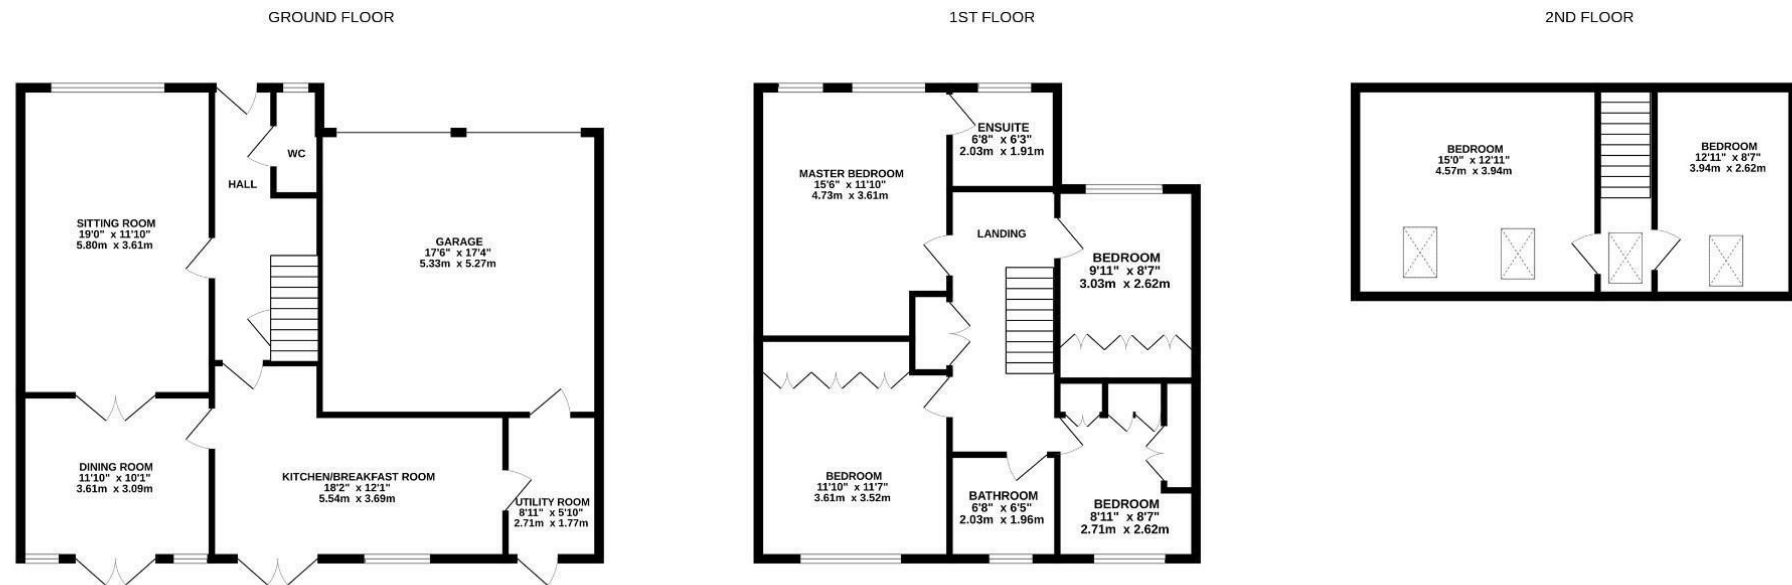 GROUND FLOOR
SITTING ROOM
19'0" x 11'10"
5.80m x 3.61m
HALL
WC
GARAGE
17'6" x 17'4"
5.33m x 5.27m
DINING ROOM
11'10" x 10'1"
3.61m x 3.09m
KITCHEN/BREAKFAST ROOM
18'2" x 12'1"
5.54m x 3.69m
UTILITY ROOM
8'11" x 5'10"
2.71m x 1.77m
1ST FLOOR
MASTER BEDROOM
15'6" x 11'10"
4.73m x 3.61m
ENSUITE
6'8" x 6'3"
2.03m x 1.91m
LANDING
BEDROOM
9'11" x 8'7"
3.03m x 2.62m
BEDROOM
11'10" x 11'7"
3.61m x 3.52m
BATHROOM
6'8" x 6'5"
2.03m x 1.96m
BEDROOM
8'11" x 8'7"
2.71m x 2.62m
2ND FLOOR
BEDROOM
15'0" x 12'11"
4.57m x 3.94m
BEDROOM
12'11" x 8'7"
3.94m x 2.62m